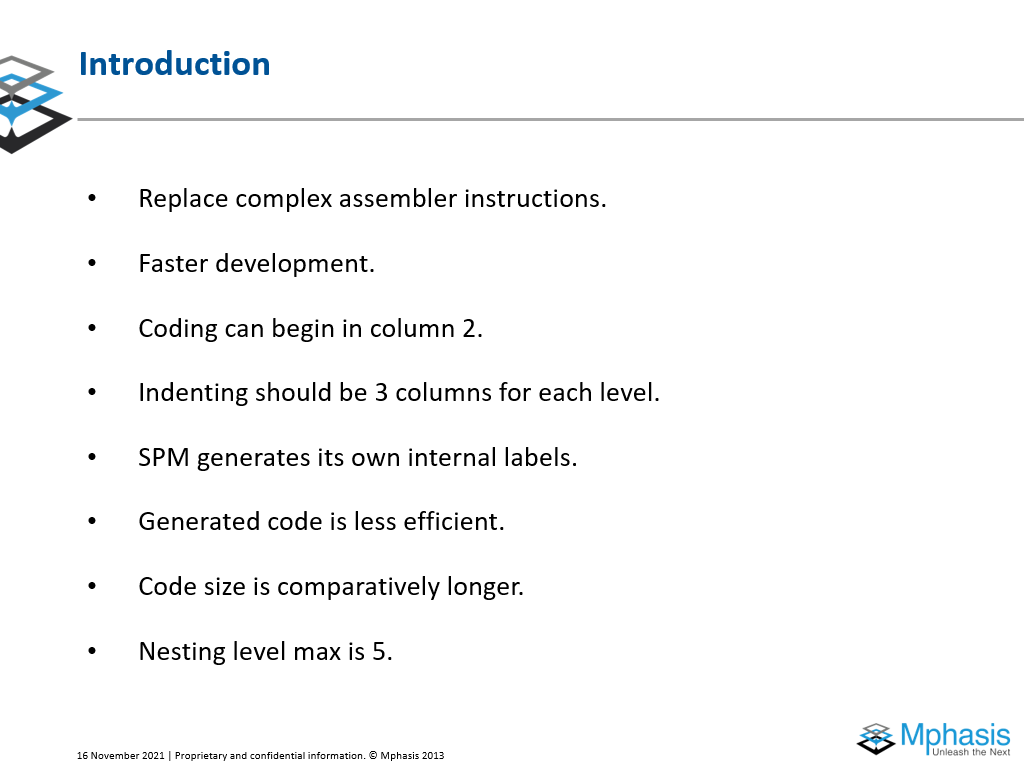 Introduction
• Replace complex assembler instructions.
• Faster development.
• Coding can begin in column 2.
• Indenting should be 3 columns for each level.
• SPM generates its own internal labels.
• Generated code is less efficient.
• Code size is comparatively longer.
• Nesting level max is 5.
16 November 2021 | Proprietary and confidential information. © Mphasis 2013
Mphasis
Unleash the Next